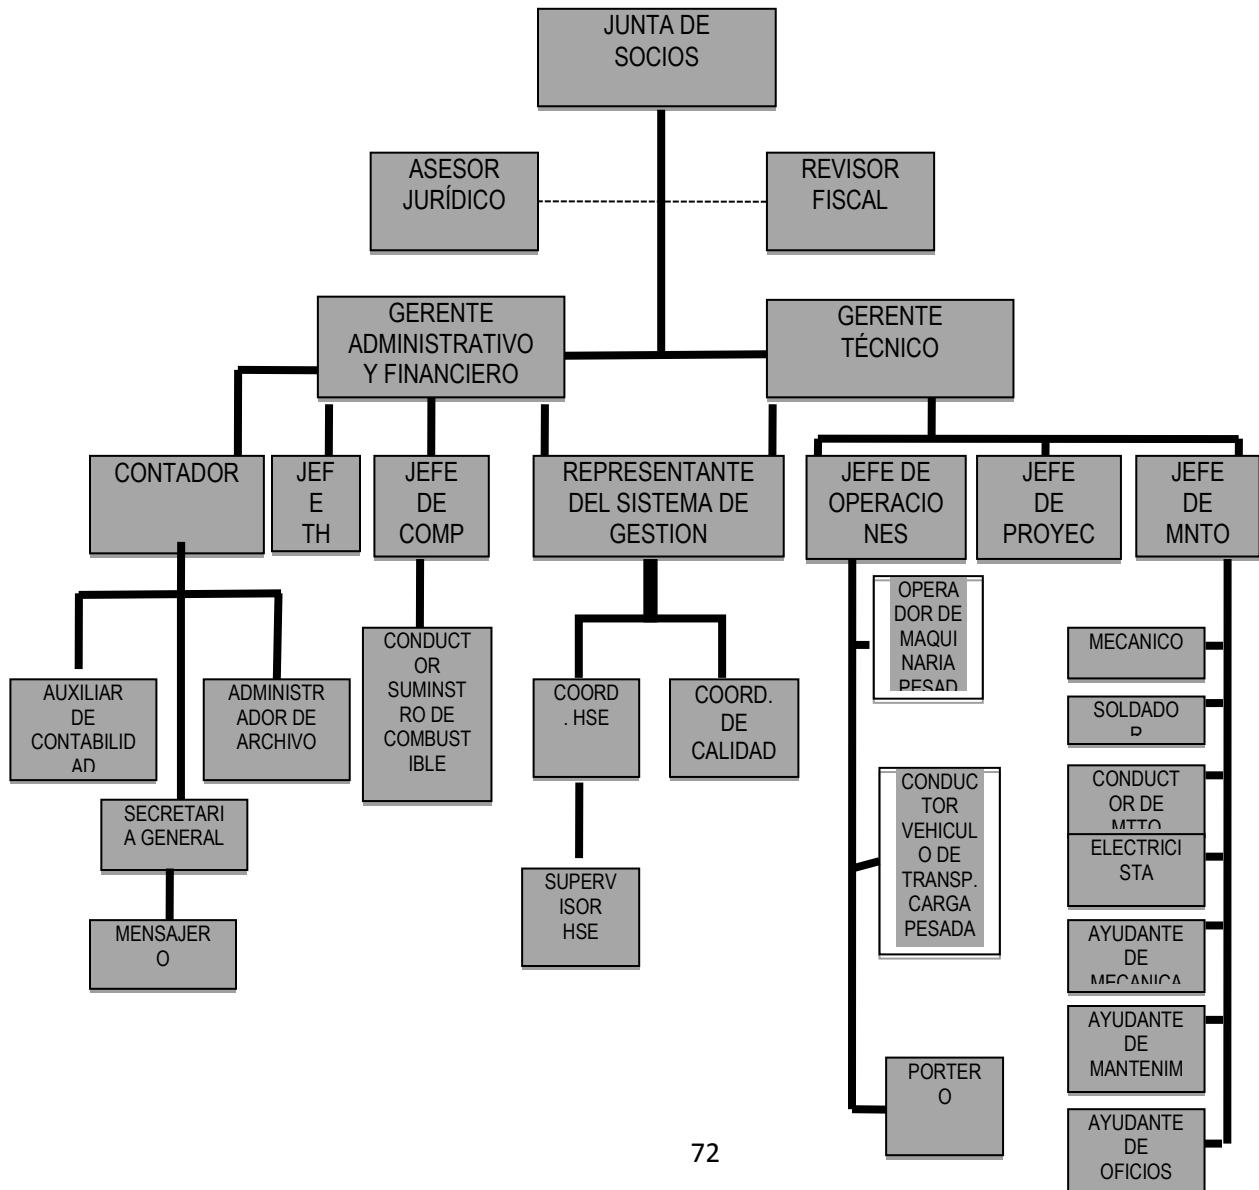 JUNTA DE
SOCIOS
ASESOR
JURÍDICO
REVISOR
FISCAL
GERENTE
ADMINISTRATIVO
Y FINANCIERO
GERENTE
TÉCNICO
CONTADOR
JEF
E
TH
JEFE
DE
COMP
REPRESENTANTE
DEL SISTEMA DE
GESTION
JEFE DE
OPERACIO
NES
JEFE
DE
PROYEC
JEFE
DE
MNTO
AUXILIAR
DE
CONTABILID
AD
ADMINISTR
ADOR DE
ARCHIVO
SECRETARI
A GENERAL
MENSAJER
O
CONDUCT
OR
SUMINST
RO DE
COMBUST
IBLE
COORD
. HSE
COORD.
DE
CALIDAD
SUPERV
ISOR
HSE
OPERA
DOR DE
MAQUI
NARIA
PESAD
CONDUC
TOR
VEHICUL
O DE
TRANSP.
CARGA
PESADA
PORTER
O
MECANICO
SOLDADO
R
CONDUCT
OR DE
MTTO
ELECTRICI
STA
AYUDANTE
DE
MECANICA
AYUDANTE
DE
MANTENIM
AYUDANTE
DE
OFICIOS
72